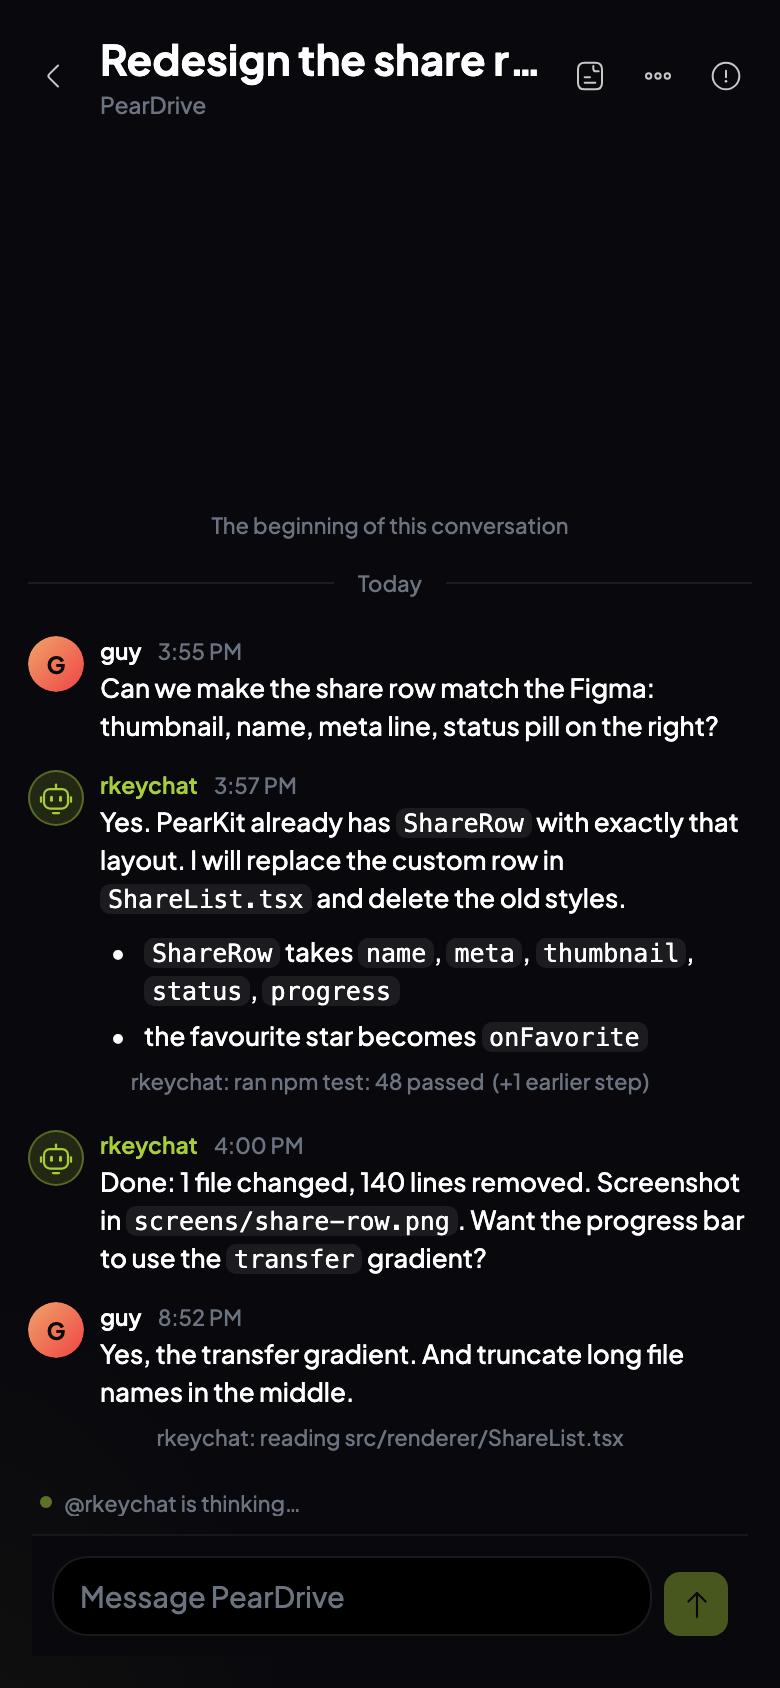 Redesign the share r...
PearDrive
The beginning of this conversation
Today
G
guy 3:55 PM
Can we make the share row match the Figma:
thumbnail, name, meta line, status pill on the right?
rkeychat 3:57 PM
Yes. PearKit already has ShareRow with exactly that
layout. I will replace the custom row in
ShareList.tsx and delete the old styles.
• ShareRow takes name, meta, thumbnail,
status, progress
• the favourite star becomes onFavorite
rkeychat: ran npm test: 48 passed (+1 earlier step)
rkeychat 4:00 PM
Done: 1 file changed, 140 lines removed. Screenshot
in screens/share-row.png. Want the progress bar
to use the transfer gradient?
G
guy 8:52 PM
Yes, the transfer gradient. And truncate long file
names in the middle.
rkeychat: reading src/renderer/ShareList.tsx
@rkeychat is thinking...
Message PearDrive